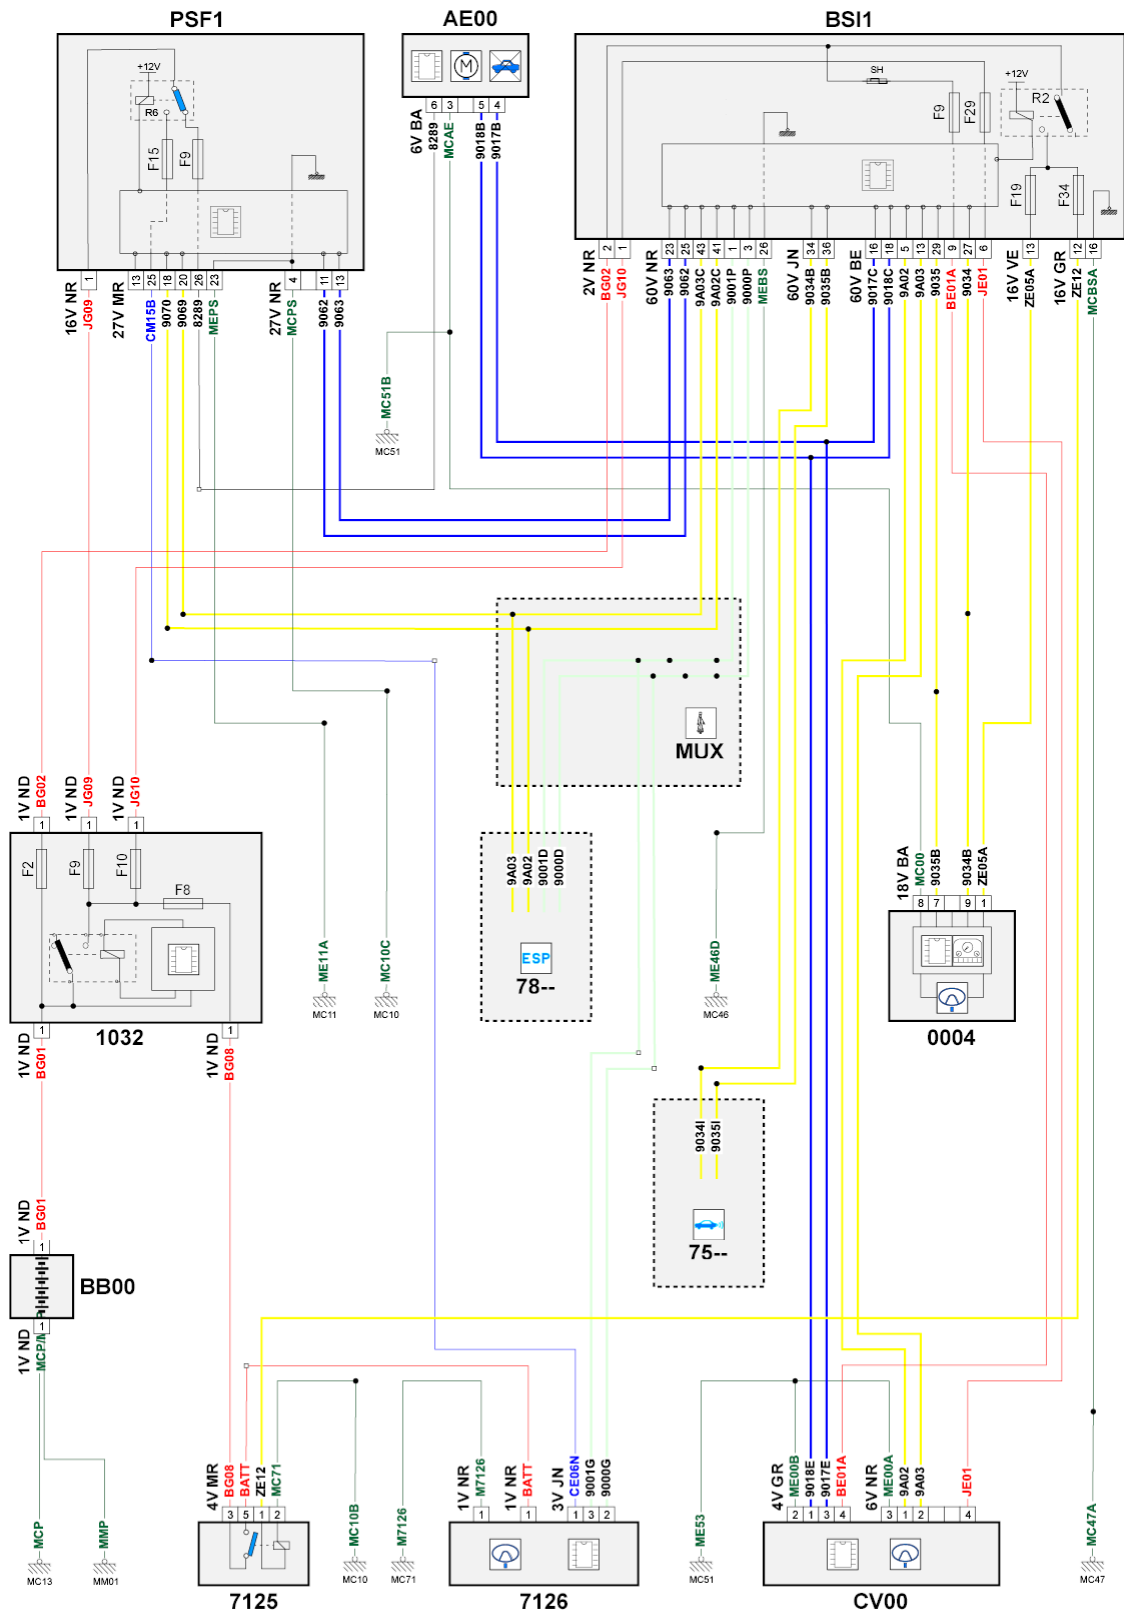 PSF1
AE00
BSI1
+12V
R6
F15
F9
M
SH
F9
F29
+12V
R2
F19
F34
1
13
25
18
20
26
23
4
11
13
6
3
5
4
2
1
23
25
43
41
1
3
26
34
36
16
18
5
13
29
9
27
6
13
12
16
16V NR
JG09
27V MR
CM15B
9070
9069
8289
MEPS
27V NR
MCPS
9062
9063
6V BA
8289
MCAE
9018B
9017B
2V NR
BG02
JG10
60V NR
9063
9062
9A03C
9A02C
9001P
9000P
MEBS
60V JN
9034B
9035B
60V BE
9017C
9018C
9A02
9A03
9035
BE01A
9034
JE01
16V VE
ZE05A
16V GR
ZE12
MCBSA
MC51B
MC51
MUX
1V ND
BG02
1V ND
JG09
1V ND
JG10
1
1
1
F2
F9
F10
F8
1
1
1032
1V ND
BG01
1V ND
BG08
ME11A
MC11
MC10C
MC10
9A03
9A02
9001D
9000D
ESP
78--
ME46D
MC46
18V BA
MC00
9035B
9034B
ZE05A
8
7
9
1
0004
9034I
9035I
75--
1V ND
BG01
1
BB00
1
1V ND
MCP
MC13
MMP
MM01
4V MR
BG08
BATT
ZE12
MC71
3
5
1
2
7125
MC10B
MC10
M7126
MC71
1V NR
M7126
1V NR
BATT
3V JN
CE06N
9001G
9000G
1
1
1
3
2
7126
ME53
MC51
4V GR
ME00B
9018E
9017E
BE01A
6V NR
ME00A
9A02
9A03
JE01
2
1
3
4
3
1
2
4
CV00
MC47A
MC47